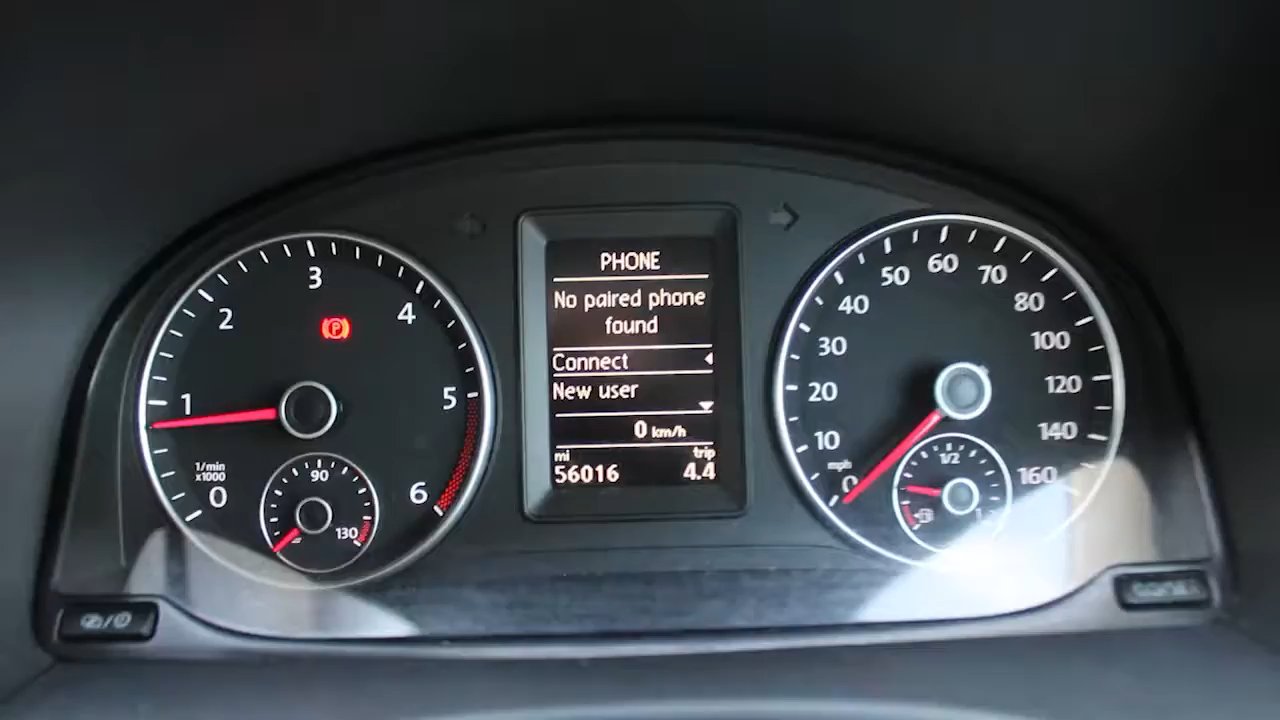 0
1
2
3
4
5
6
1/min
x1000
90
130
(P)
PHONE
No paired phone
found
Connect
New user
0 km/h
mi trip
56016 4.4
mph
0
10
20
30
40
50
60
70
80
100
120
140
160
1/2